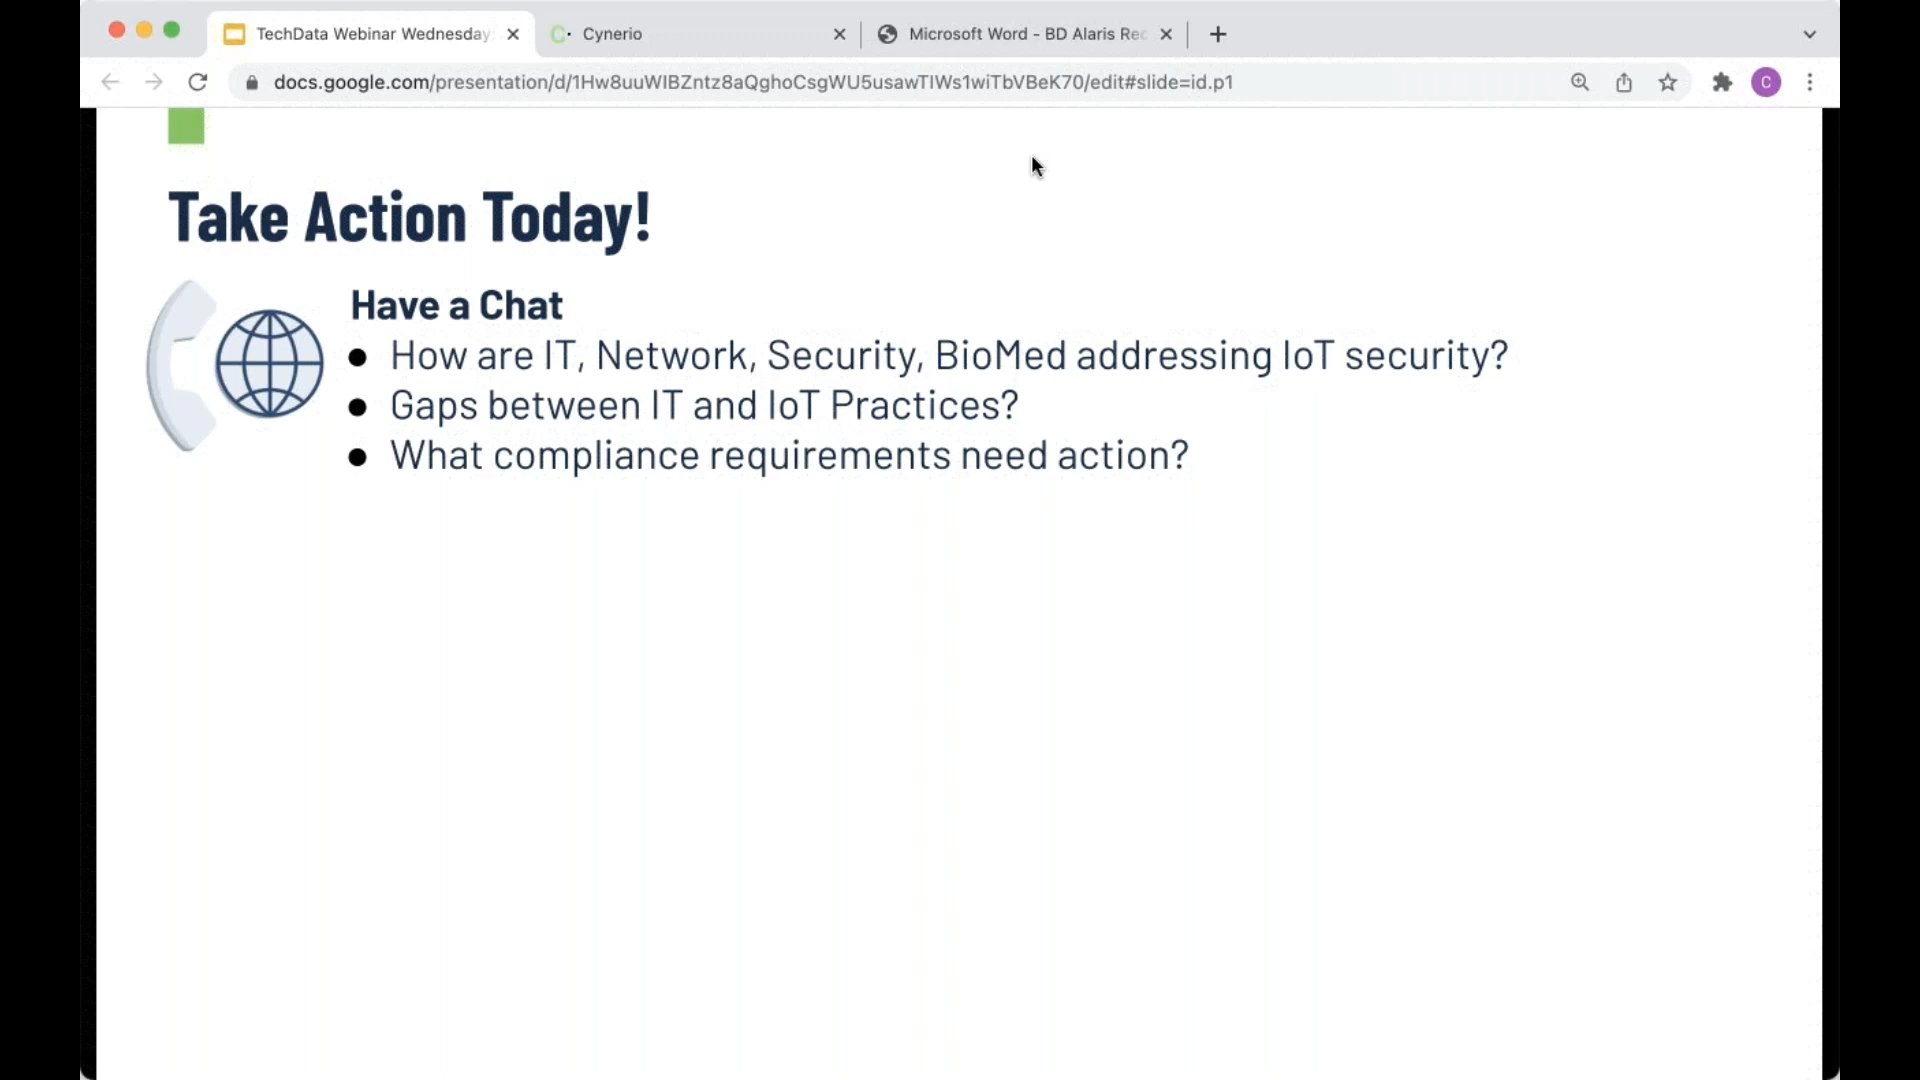 TechData Webinar Wednesday
Cynerio
Microsoft Word - BD Alaris Rec
docs.google.com/presentation/d/1Hw8uuWIBZntz8aQghoCsgWU5usawTIWs1wiTbVBeK70/edit#slide=id.p1
C
Take Action Today!
Have a Chat
● How are IT, Network, Security, BioMed addressing IoT security?
● Gaps between IT and IoT Practices?
● What compliance requirements need action?